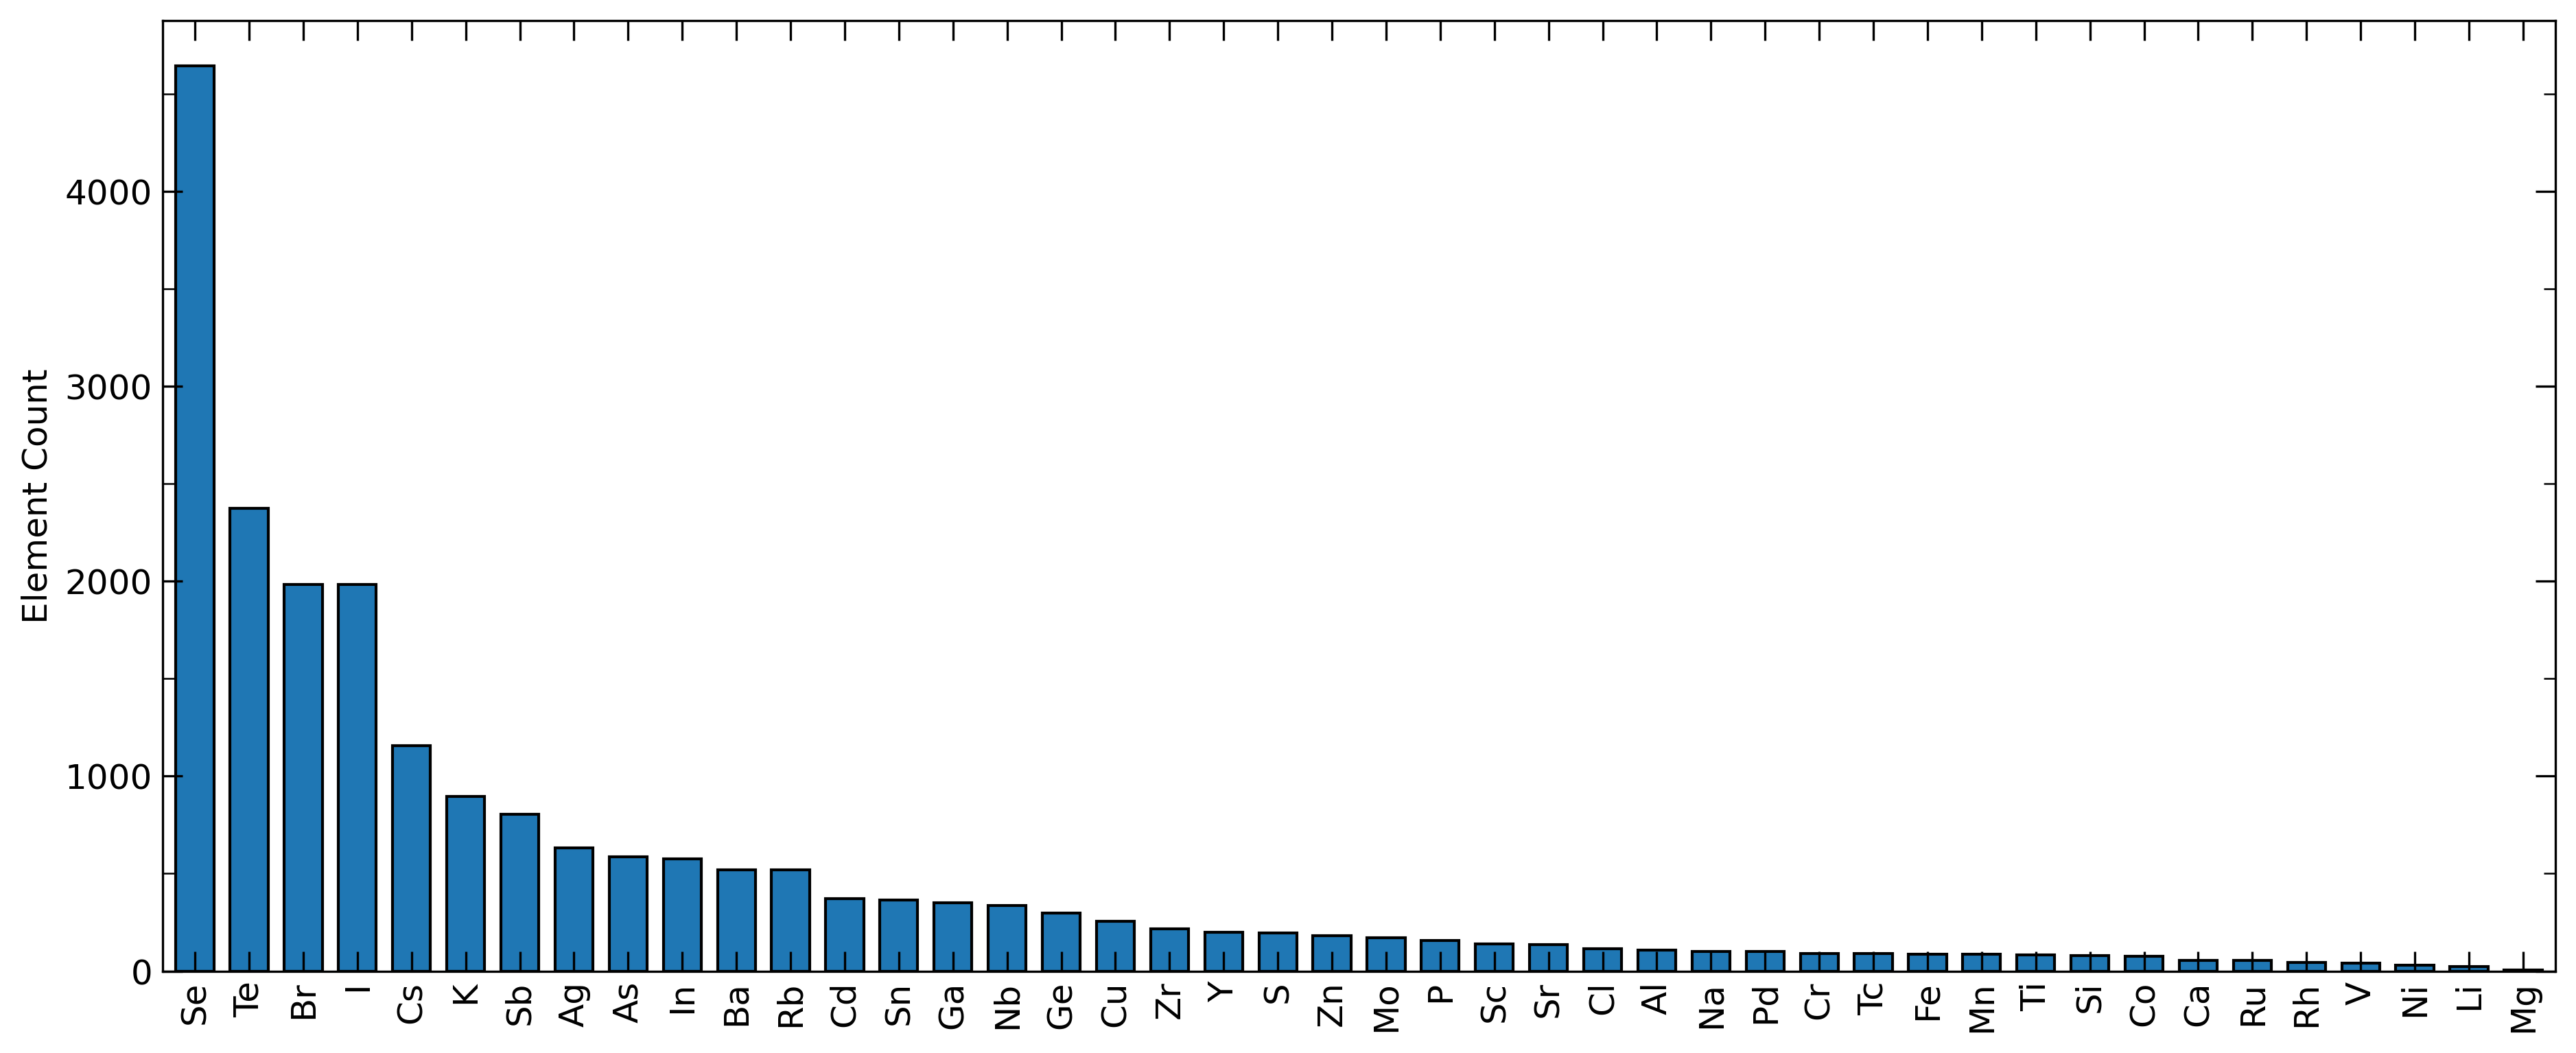 Element Count
4000
3000
2000
1000
0
Se Te Br I Cs K Sb Ag As In Ba Rb Cd Sn Ga Nb Ge Cu Zr Y S Zn Mo P Sc Sr Cl Al Na Pd Cr Tc Fe Mn Ti Si Co Ca Ru Rh V Ni Li Mg